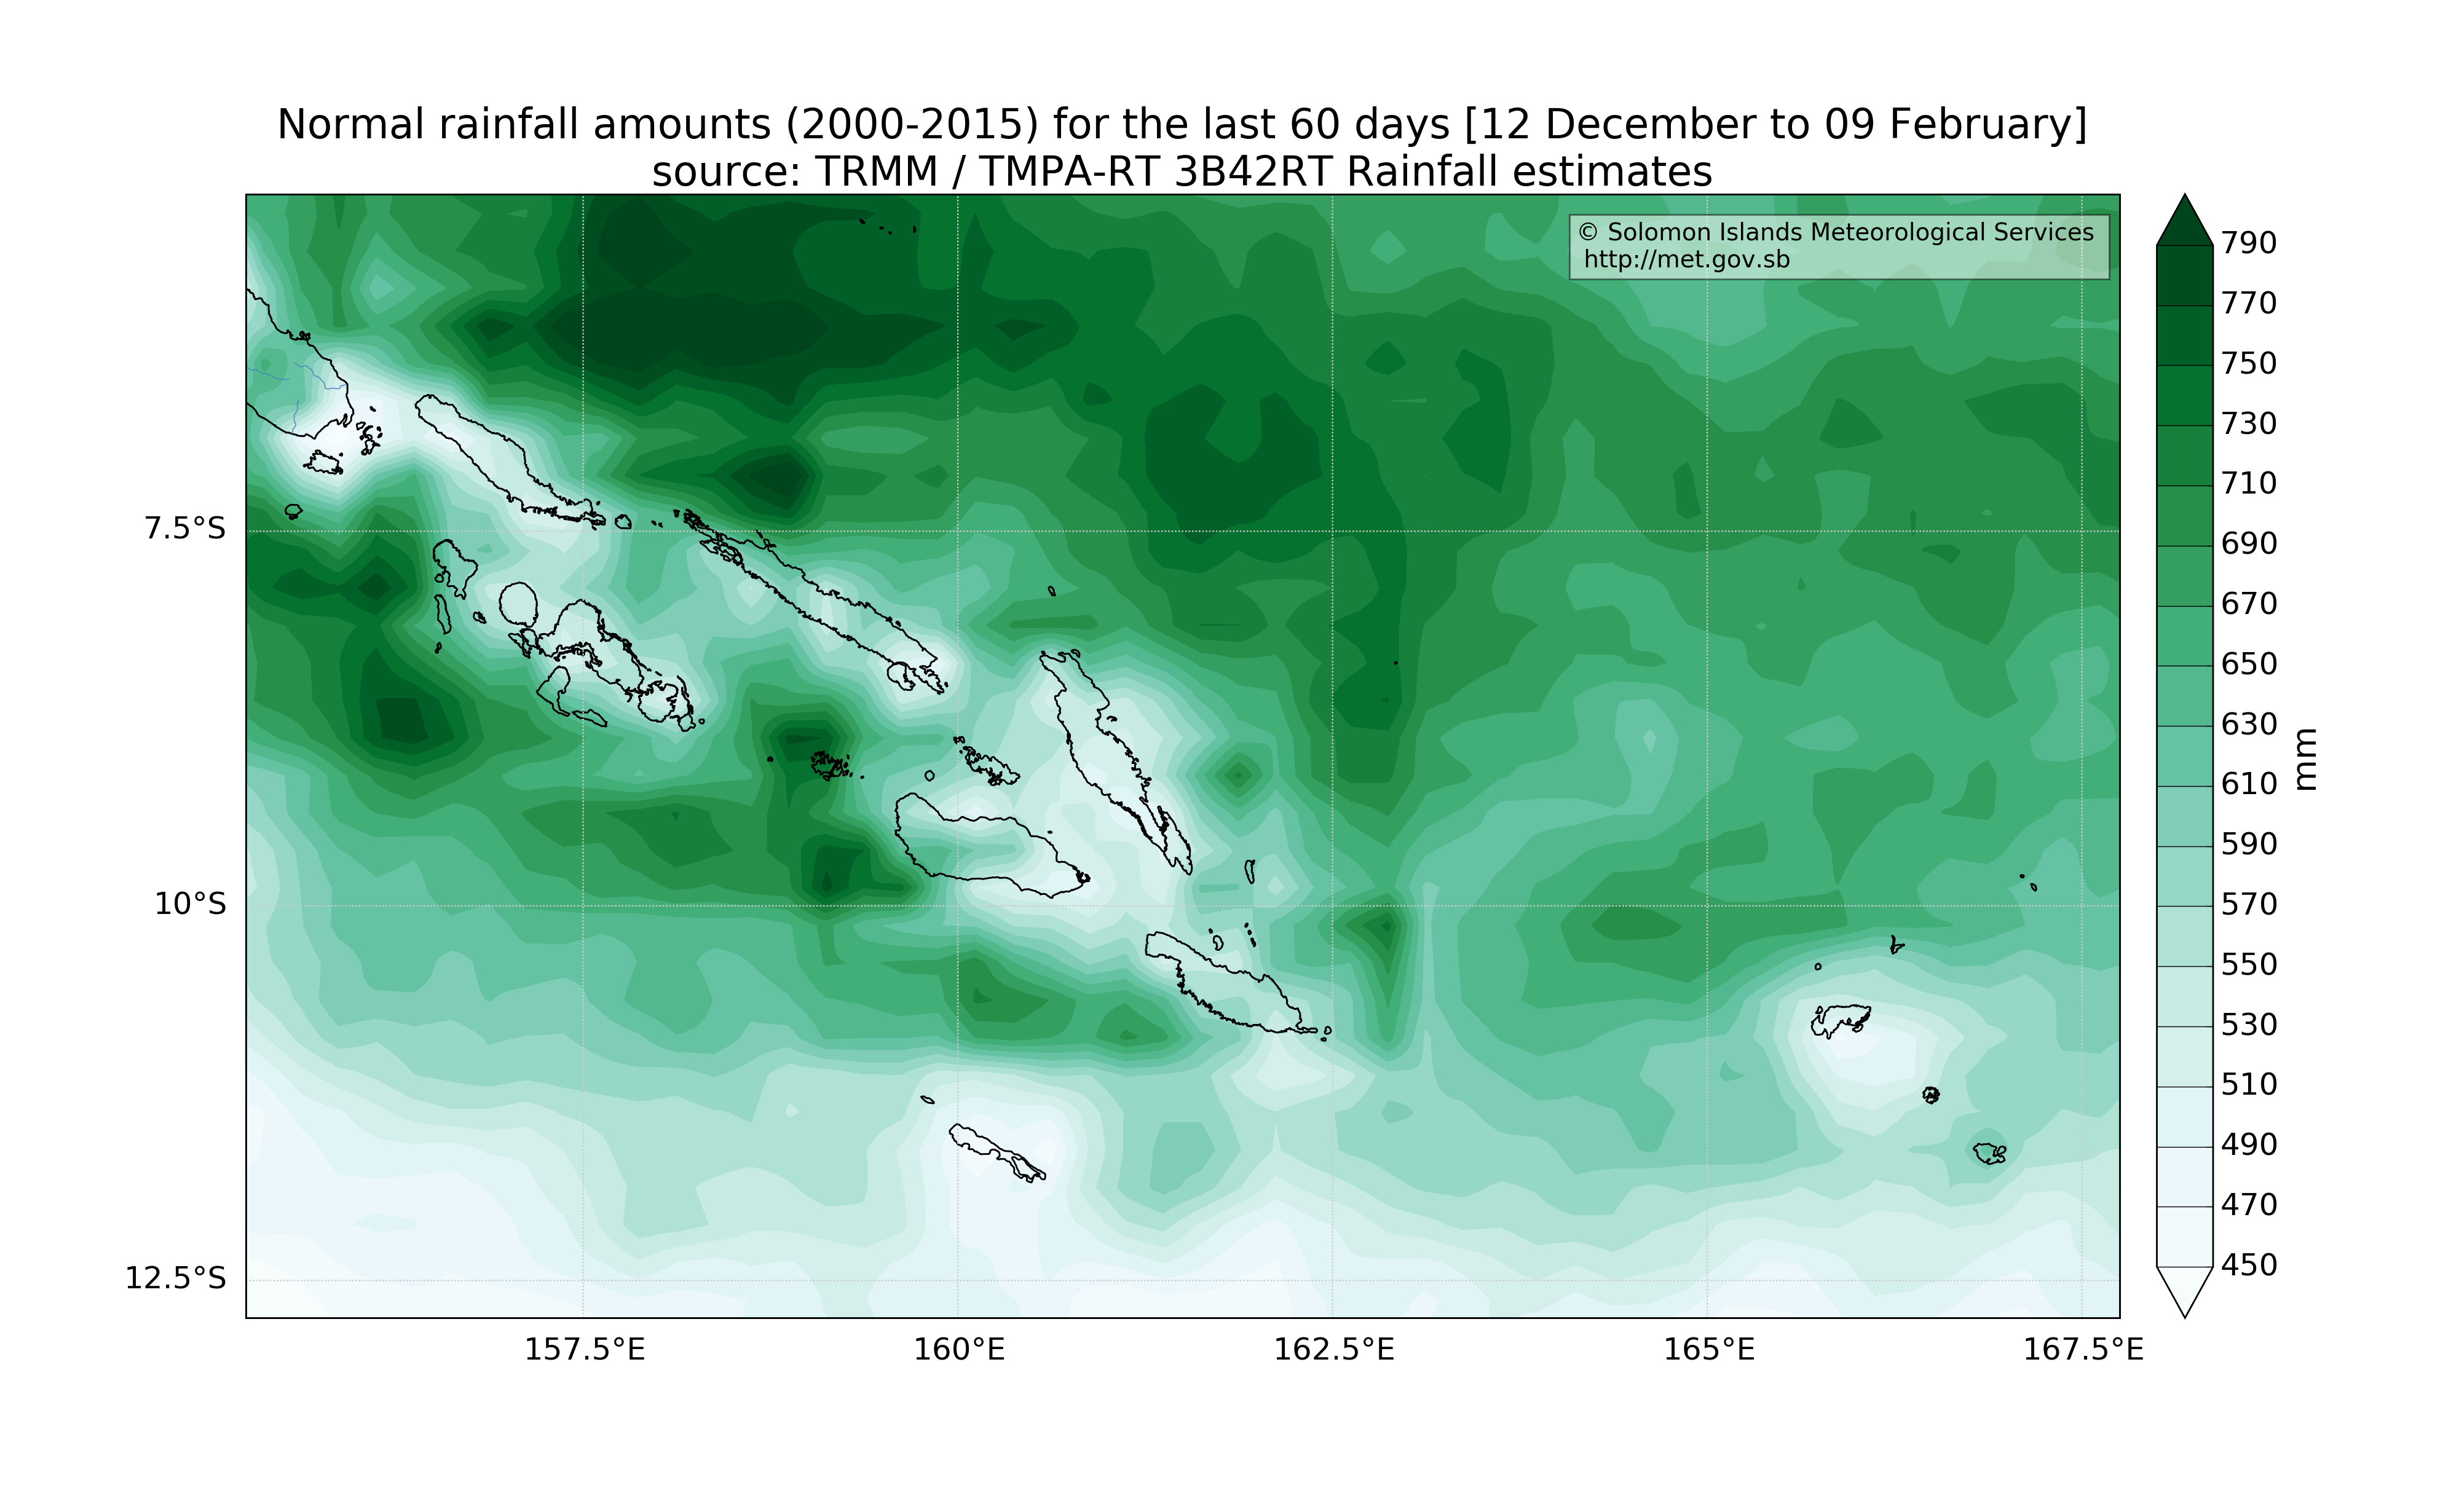 Normal rainfall amounts (2000-2015) for the last 60 days [12 December to 09 February]
source: TRMM / TMPA-RT 3B42RT Rainfall estimates
© Solomon Islands Meteorological Services
http://met.gov.sb
7.5°S
10°S
12.5°S
157.5°E
160°E
162.5°E
165°E
167.5°E
790
770
750
730
710
690
670
650
630
610
590
570
550
530
510
490
470
450
mm